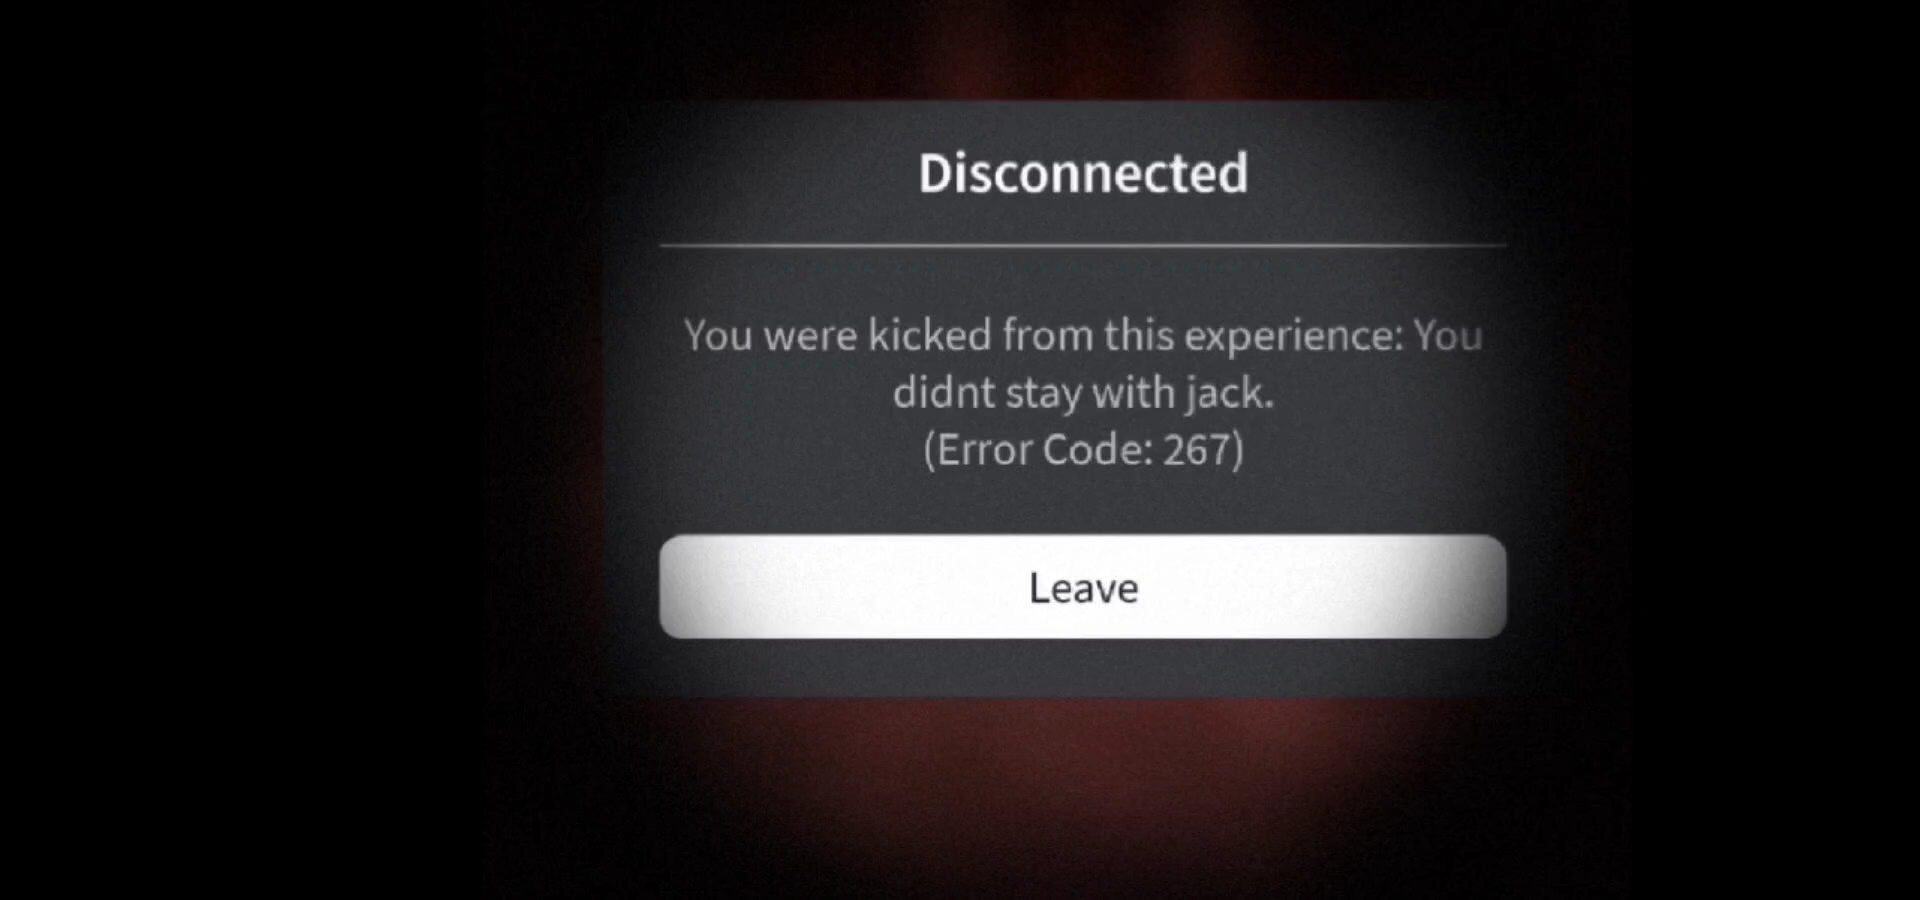 Disconnected
You were kicked from this experience: You
didnt stay with jack.
(Error Code: 267)
Leave